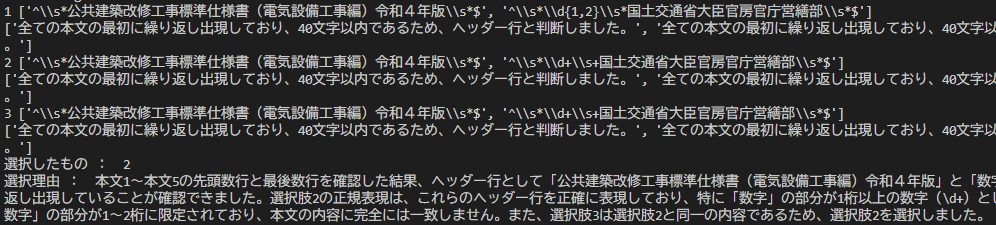 1 ['^\\s*公共建築改修工事標準仕様書（電気設備工事編）令和４年版\\s*$', '^\\s*\\d{1,2}\\s*国土交通省大臣官房官庁営繕部\\s*$']
['全ての本文の最初に繰り返し出現しており、40文字以内であるため、ヘッダー行と判断しました。', '全ての本文の最初に繰り返し出現しており、40文字以
。']
2 ['^\\s*公共建築改修工事標準仕様書（電気設備工事編）令和４年版\\s*$', '^\\s*\\d+\\s+国土交通省大臣官房官庁営繕部\\s*$']
['全ての本文の最初に繰り返し出現しており、40文字以内であるため、ヘッダー行と判断しました。', '全ての本文の最初に繰り返し出現しており、40文字以
。']
3 ['^\\s*公共建築改修工事標準仕様書（電気設備工事編）令和４年版\\s*$', '^\\s*\\d+\\s+国土交通省大臣官房官庁営繕部\\s*$']
['全ての本文の最初に繰り返し出現しており、40文字以内であるため、ヘッダー行と判断しました。', '全ての本文の最初に繰り返し出現しており、40文字以
。']
選択したもの ： 2
選択理由 ： 本文1～本文5の先頭数行と最後数行を確認した結果、ヘッダー行として「公共建築改修工事標準仕様書（電気設備工事編）令和４年版」と「数
返し出現していることが確認できました。選択肢2の正規表現は、これらのヘッダー行を正確に表現しており、特に「数字」の部分が1桁以上の数字（\d+）とし
数字」の部分が1～2桁に限定されており、本文の内容に完全には一致しません。また、選択肢3は選択肢2と同一の内容であるため、選択肢2を選択しました。